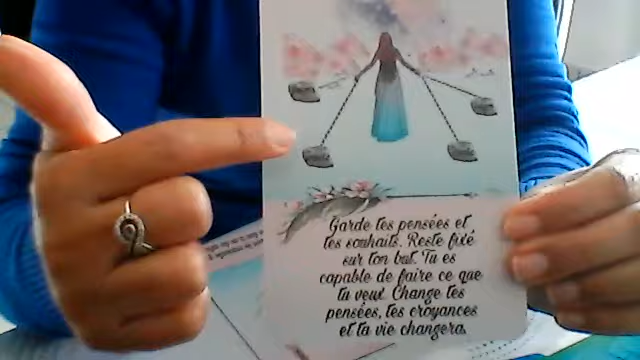 Garde tes pensées et
tes souhaits. Reste fixé
sur ton but. Tu es
capable de faire ce que
tu veux. Change tes
pensées, tes croyances
et ta vie changera.